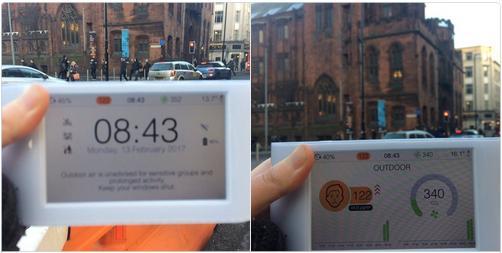 45% 122 08:43 352 13.7°
08:43
Monday, 13 February 2017
Outdoor air is unadvised for sensitive groups and
prolonged activity.
Keep your windows shut.
40% 122 08:43 340 16.1°
OUTDOOR
122
340